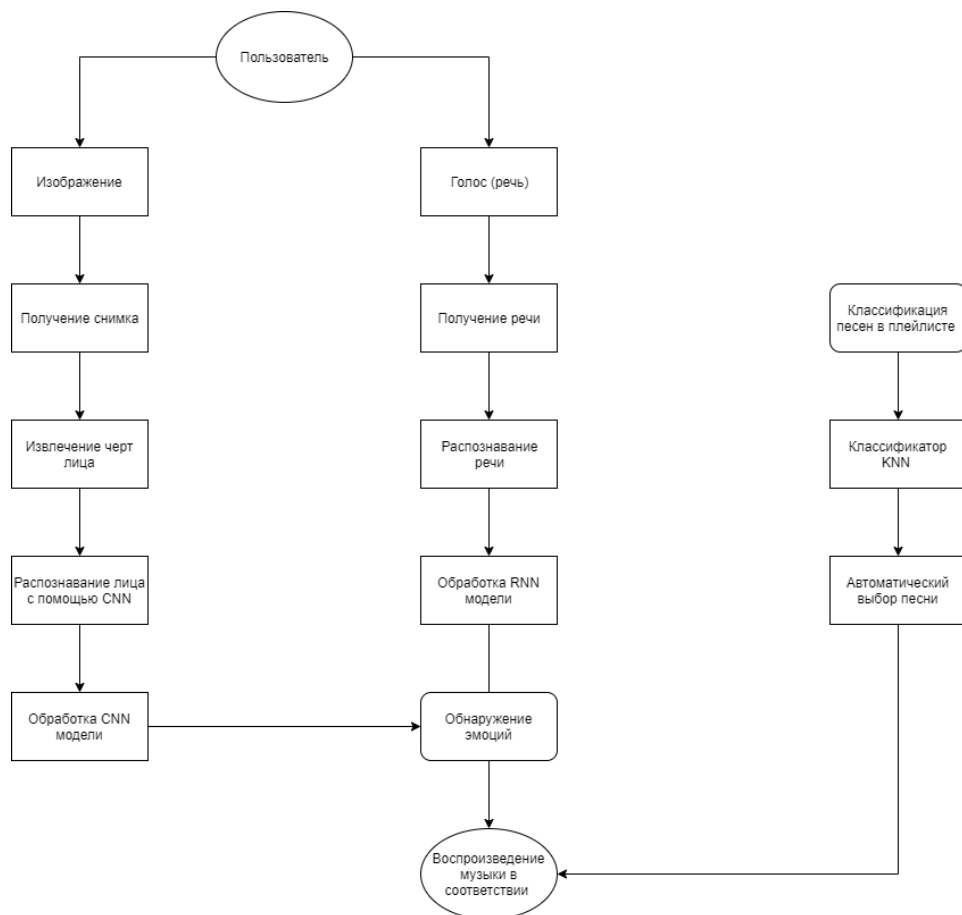 Пользователь
Изображение
Голос (речь)
Получение снимка
Получение речи
Классификация
песен в плейлисте
Извлечение черт
лица
Распознавание
речи
Классификатор
KNN
Распознавание лица
с помощью CNN
Обработка RNN
модели
Автоматический
выбор песни
Обработка CNN
модели
Обнаружение
эмоций
Воспроизведение
музыки в
соответствии